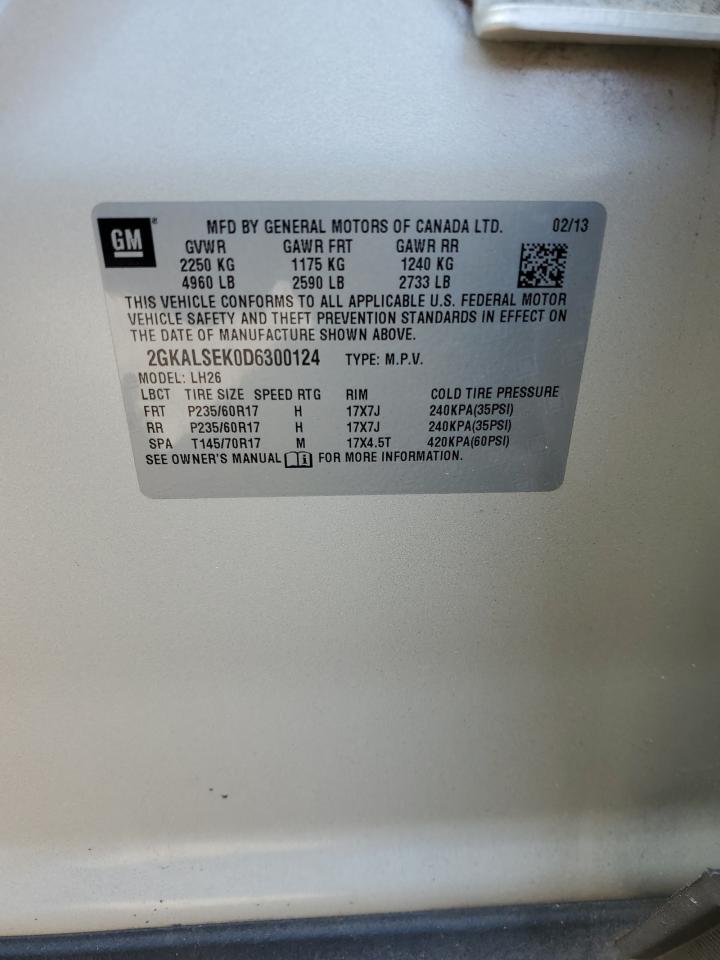 GM
MFD BY GENERAL MOTORS OF CANADA LTD. 02/13
GVWR GAWR FRT GAWR RR
2250 KG 1175 KG 1240 KG
4960 LB 2590 LB 2733 LB
THIS VEHICLE CONFORMS TO ALL APPLICABLE U.S. FEDERAL MOTOR
VEHICLE SAFETY AND THEFT PREVENTION STANDARDS IN EFFECT ON
THE DATE OF MANUFACTURE SHOWN ABOVE.
2GKALSEK0D6300124 TYPE: M.P.V.
MODEL: LH26
LBCT TIRE SIZE SPEED RTG RIM COLD TIRE PRESSURE
FRT P235/60R17 H 17X7J 240KPA(35PSI)
RR P235/60R17 H 17X7J 240KPA(35PSI)
SPA T145/70R17 M 17X4.5T 420KPA(60PSI)
SEE OWNER'S MANUAL FOR MORE INFORMATION.